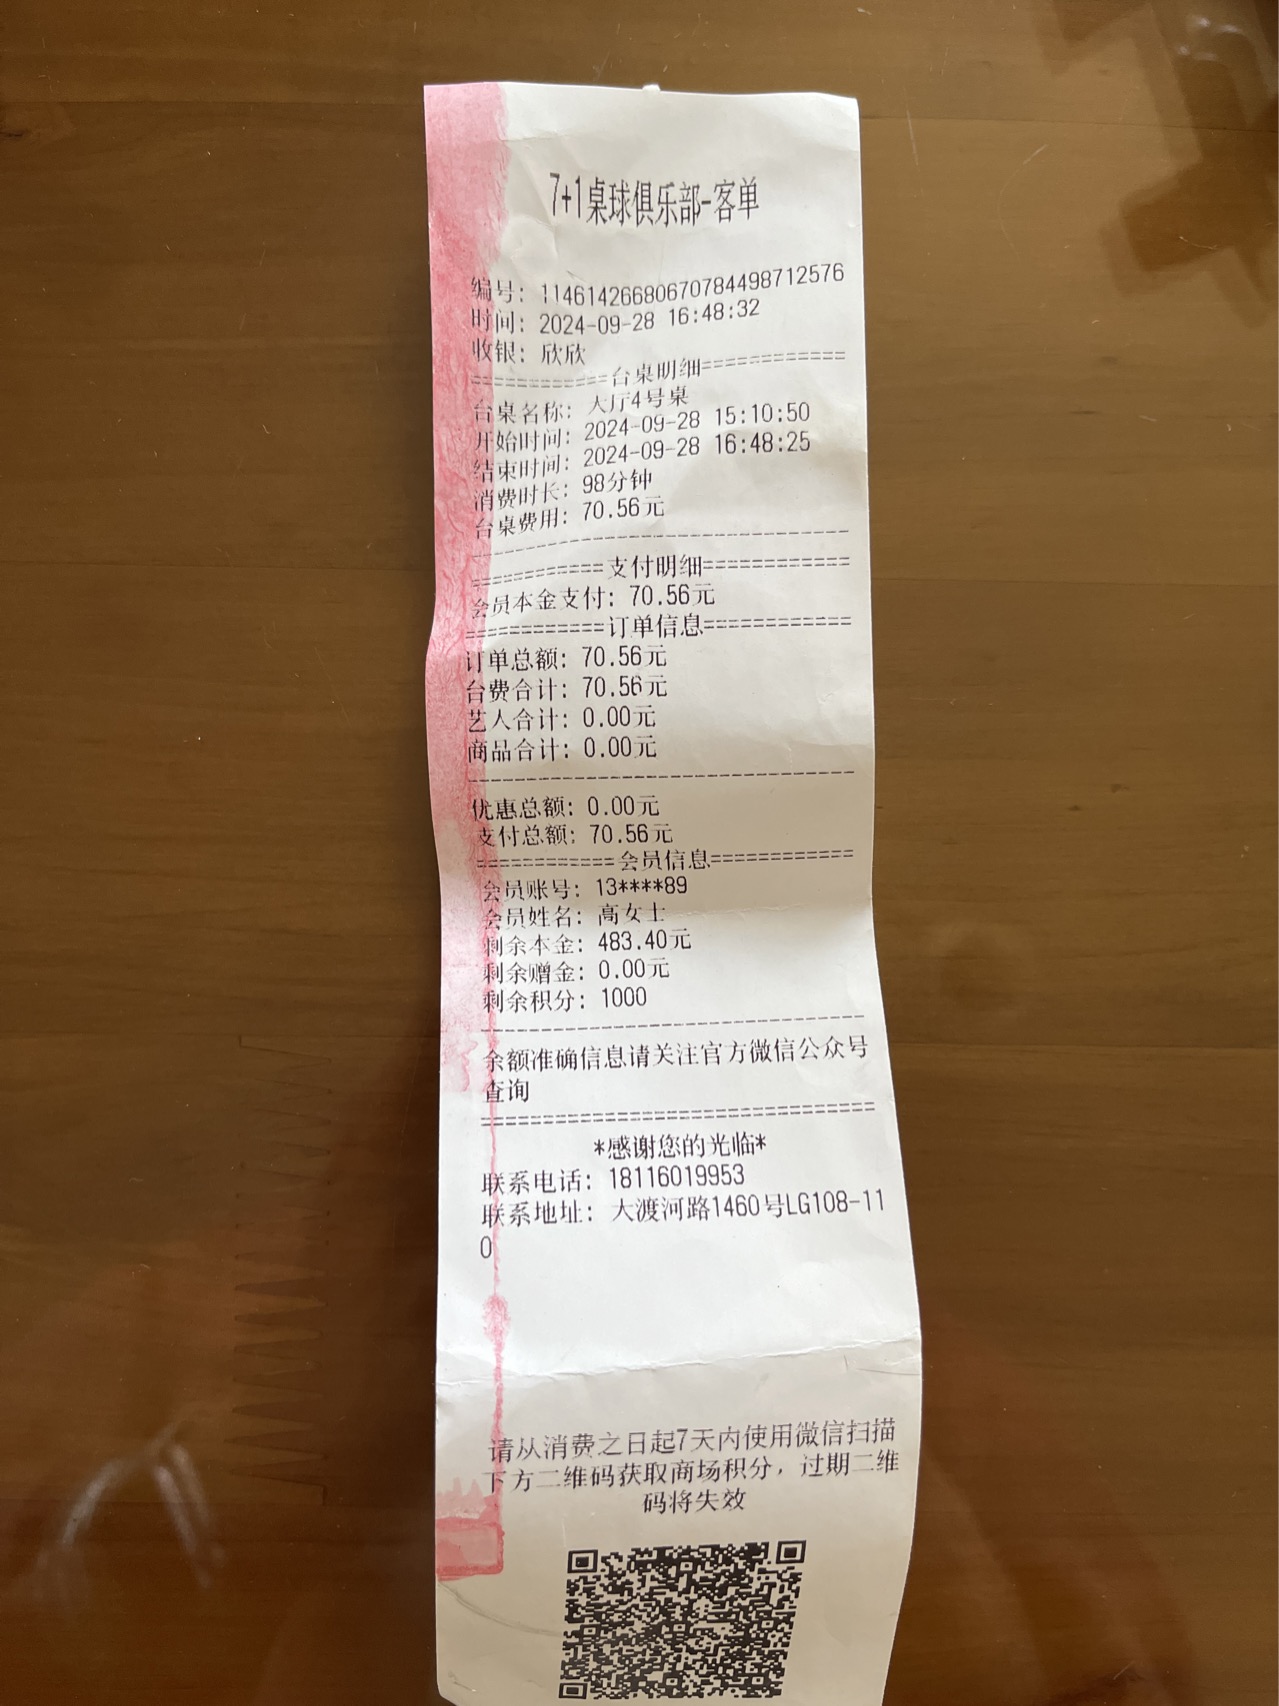 7+1桌球俱乐部-客单
编号: 1146142668067078449 8712576
时间: 2024-09-28 16:48:32
收银: 欣欣
============台桌明细============
台桌名称: 大厅4号桌
开始时间: 2024-09-28 15:10:50
结束时间: 2024-09-28 16:48:25
消费时长: 98分钟
台桌费用: 70.56元
--------------------------------
============支付明细============
会员本金支付: 70.56元
============订单信息============
订单总额: 70.56元
台费合计: 70.56元
艺人合计: 0.00元
商品合计: 0.00元
--------------------------------
优惠总额: 0.00元
支付总额: 70.56元
============会员信息============
会员账号: 13****89
会员姓名: 高女士
剩余本金: 483.40元
剩余赠金: 0.00元
剩余积分: 1000
--------------------------------
余额准确信息请关注官方微信公众号
查询
================================
*感谢您的光临*
联系电话: 18116019953
联系地址: 大渡河路1460号LG108-11
0
请从消费之日起7天内使用微信扫描
下方二维码获取商场积分，过期二维
码将失效